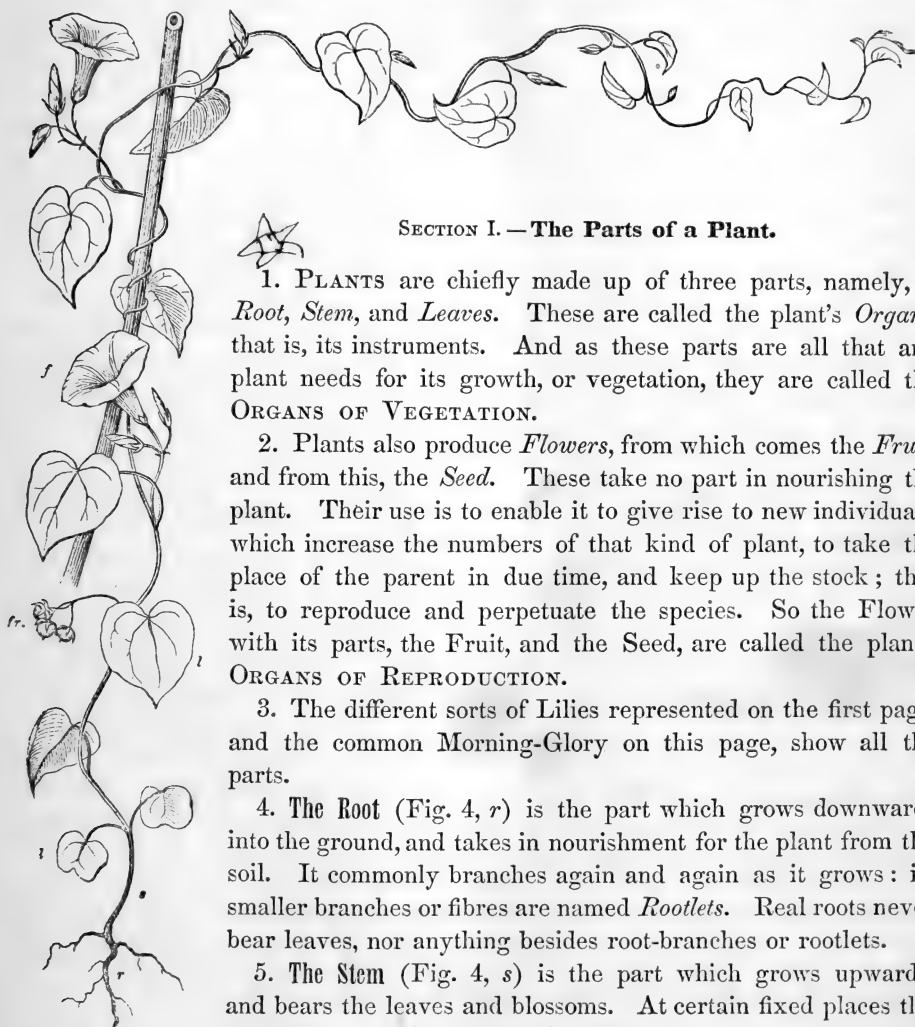 SECTION I. — The Parts of a Plant.
1. PLANTS are chiefly made up of three parts, namely,
Root, Stem, and Leaves. These are called the plant's Organ
that is, its instruments. And as these parts are all that an
plant needs for its growth, or vegetation, they are called th
ORGANS OF VEGETATION.
2. Plants also produce Flowers, from which comes the Fru
and from this, the Seed. These take no part in nourishing th
plant. Their use is to enable it to give rise to new individua
which increase the numbers of that kind of plant, to take th
place of the parent in due time, and keep up the stock; th
is, to reproduce and perpetuate the species. So the Flow
with its parts, the Fruit, and the Seed, are called the plan
ORGANS OF REPRODUCTION.
3. The different sorts of Lilies represented on the first pag
and the common Morning-Glory on this page, show all th
parts.
4. The Root (Fig. 4, r) is the part which grows downward
into the ground, and takes in nourishment for the plant from th
soil. It commonly branches again and again as it grows: i
smaller branches or fibres are named Rootlets. Real roots neve
bear leaves, nor anything besides root-branches or rootlets.
5. The Stem (Fig. 4, s) is the part which grows upward
and bears the leaves and blossoms. At certain fixed places th
f
fr.
l
l
s
r